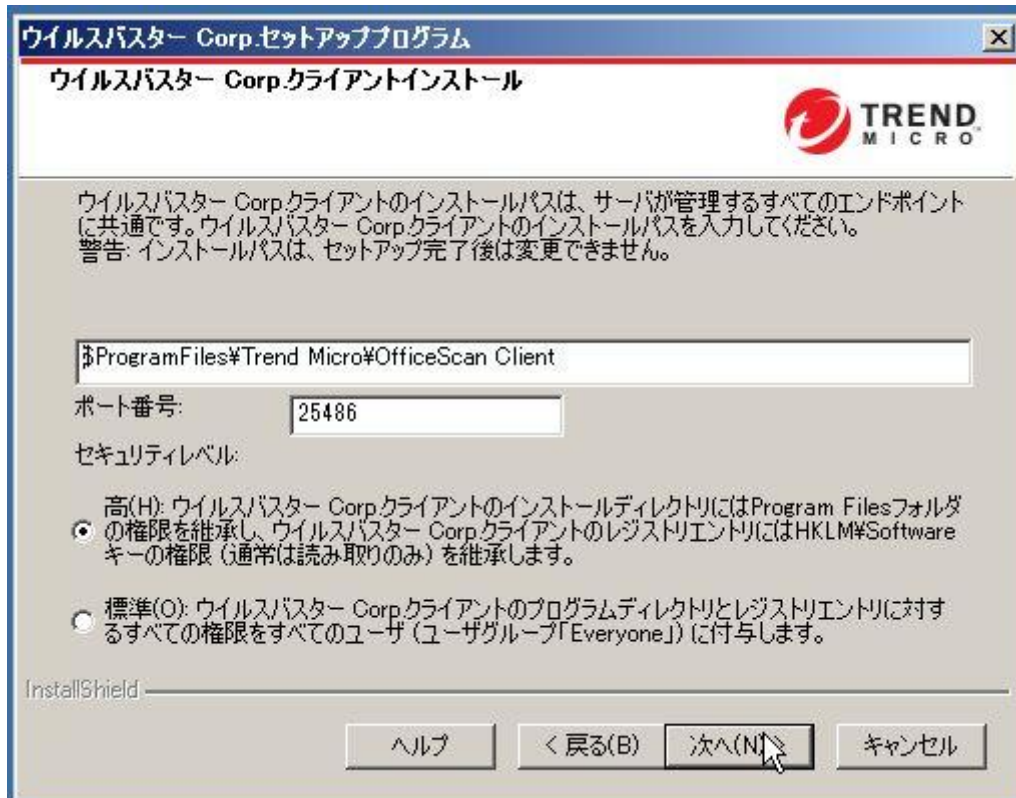 ウイルスバスター Corp.セットアッププログラム
ウイルスバスター Corp.クライアントインストール
TREND
MICRO
ウイルスバスター Corp.クライアントのインストールパスは、サーバが管理するすべてのエンドポイント
に共通です。ウイルスバスター Corp.クライアントのインストールパスを入力してください。
警告: インストールパスは、セットアップ完了後は変更できません。
$ProgramFiles¥Trend Micro¥OfficeScan Client
ポート番号:
25486
セキュリティレベル:
高(H): ウイルスバスター Corp.クライアントのインストールディレクトリにはProgram Filesフォルダ
の権限を継承し、ウイルスバスター Corp.クライアントのレジストリエントリにはHKLM¥Software
キーの権限 (通常は読み取りのみ) を継承します。
標準(O): ウイルスバスター Corp.クライアントのプログラムディレクトリとレジストリエントリに対す
るすべての権限をすべてのユーザ (ユーザグループ「Everyone」) に付与します。
InstallShield
ヘルプ
< 戻る(B)
次へ(N) >
キャンセル